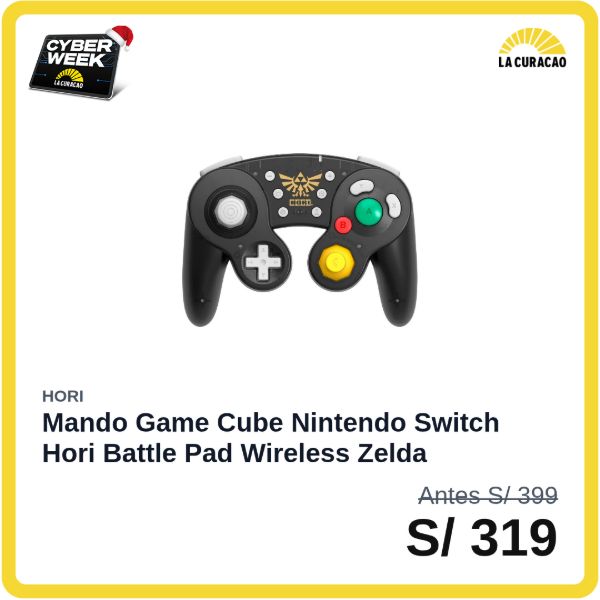 CYBER
WEEK
LA CURACAO
LA CURACAO
HORI
A
B
X
HORI
Mando Game Cube Nintendo Switch
Hori Battle Pad Wireless Zelda
Antes S/ 399
S/ 319